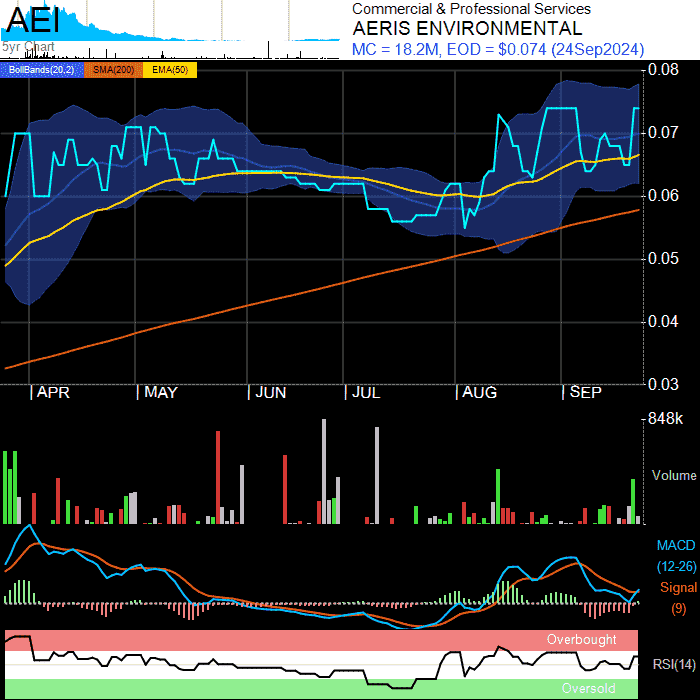 AEI
5yr Chart
Commercial & Professional Services
AERIS ENVIRONMENTAL
MC = 18.2M, EOD = $0.074 (24Sep2024)
BollBands(20,2) SMA(200) EMA(50)
0.08
0.07
0.06
0.05
0.04
0.03
APR MAY JUN JUL AUG SEP
848k
Volume
MACD
(12-26)
Signal
(9)
Overbought
RSI(14)
Oversold